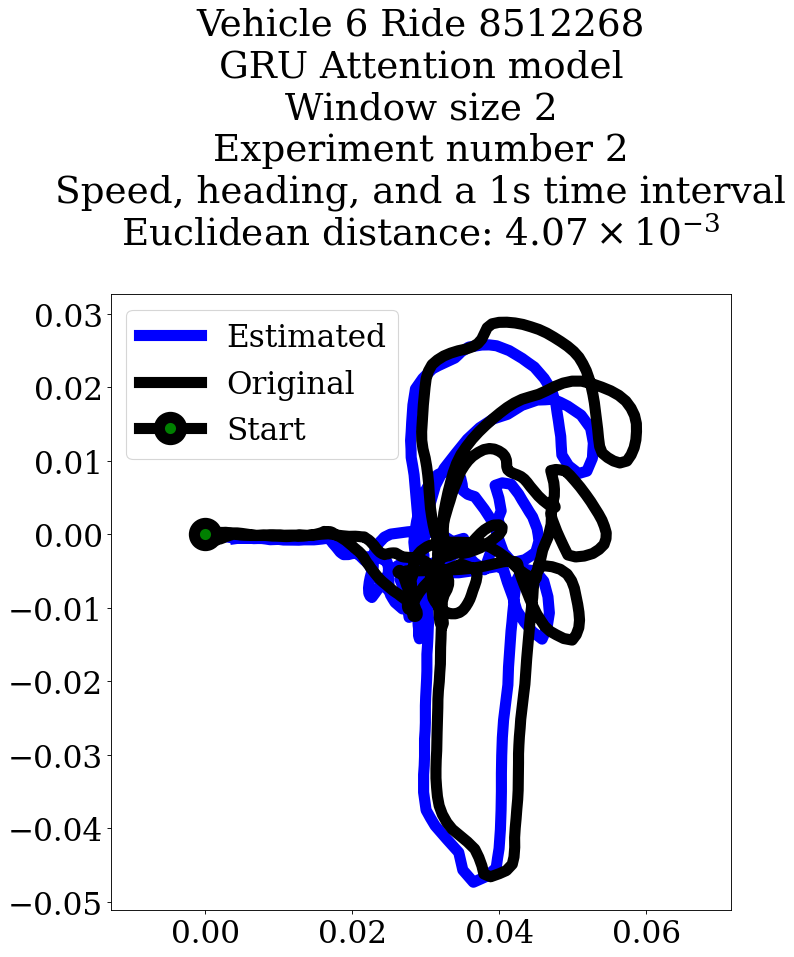 Vehicle 6 Ride 8512268
GRU Attention model
Window size 2
Experiment number 2
Speed, heading, and a 1s time interval
Euclidean distance: 4.07 × 10⁻³
Estimated
Original
Start
0.03
0.02
0.01
0.00
−0.01
−0.02
−0.03
−0.04
−0.05
0.00 0.02 0.04 0.06